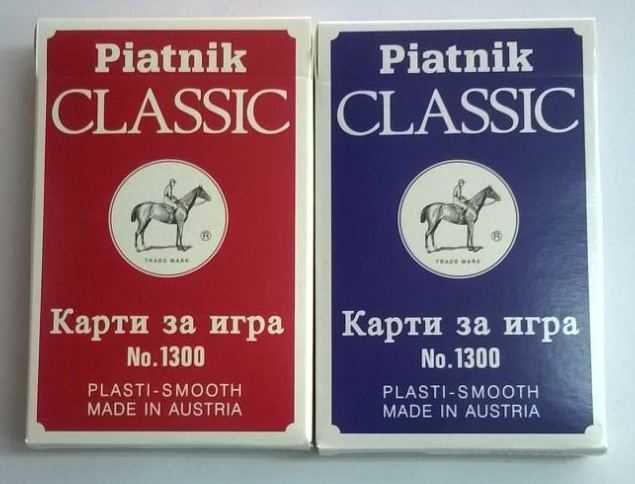 Piatnik
CLASSIC
®
TRADE MARK
Карти за игра
No. 1300
PLASTI-SMOOTH
MADE IN AUSTRIA
Piatnik
CLASSIC
®
TRADE MARK
Карти за игра
No. 1300
PLASTI-SMOOTH
MADE IN AUSTRIA